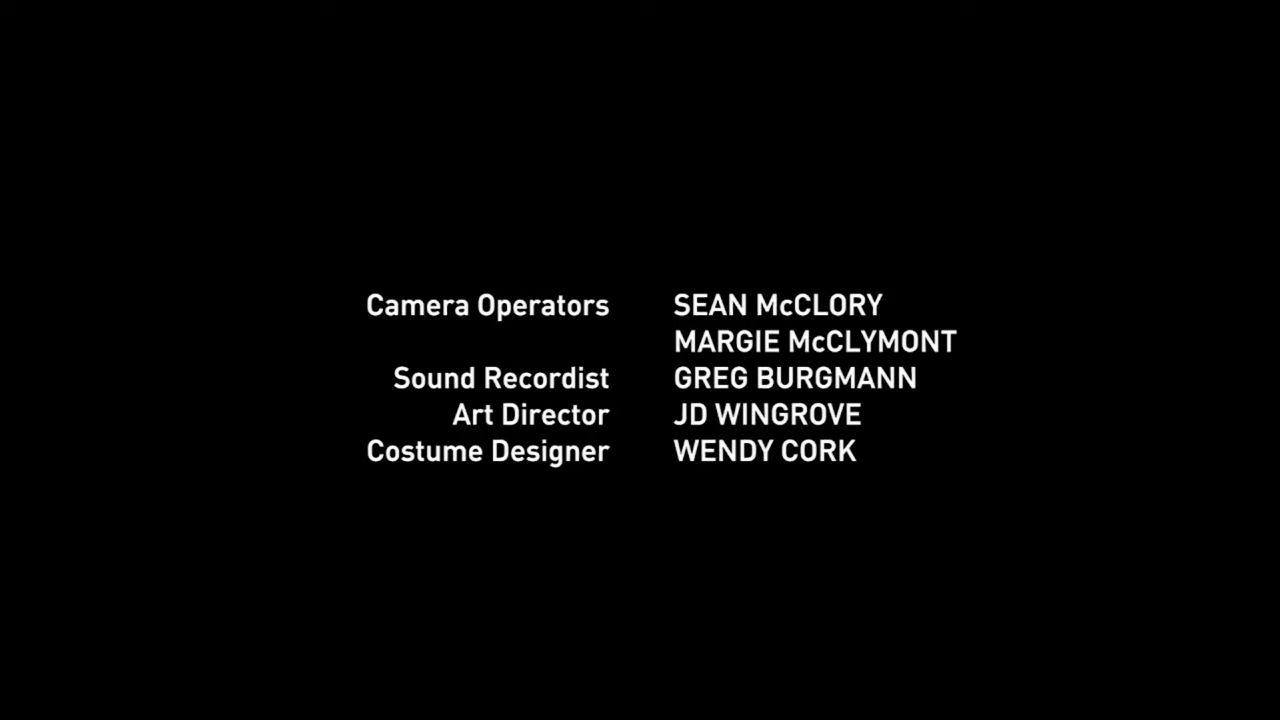 Camera Operators SEAN McCLORY
MARGIE McCLYMONT
Sound Recordist GREG BURGMANN
Art Director JD WINGROVE
Costume Designer WENDY CORK